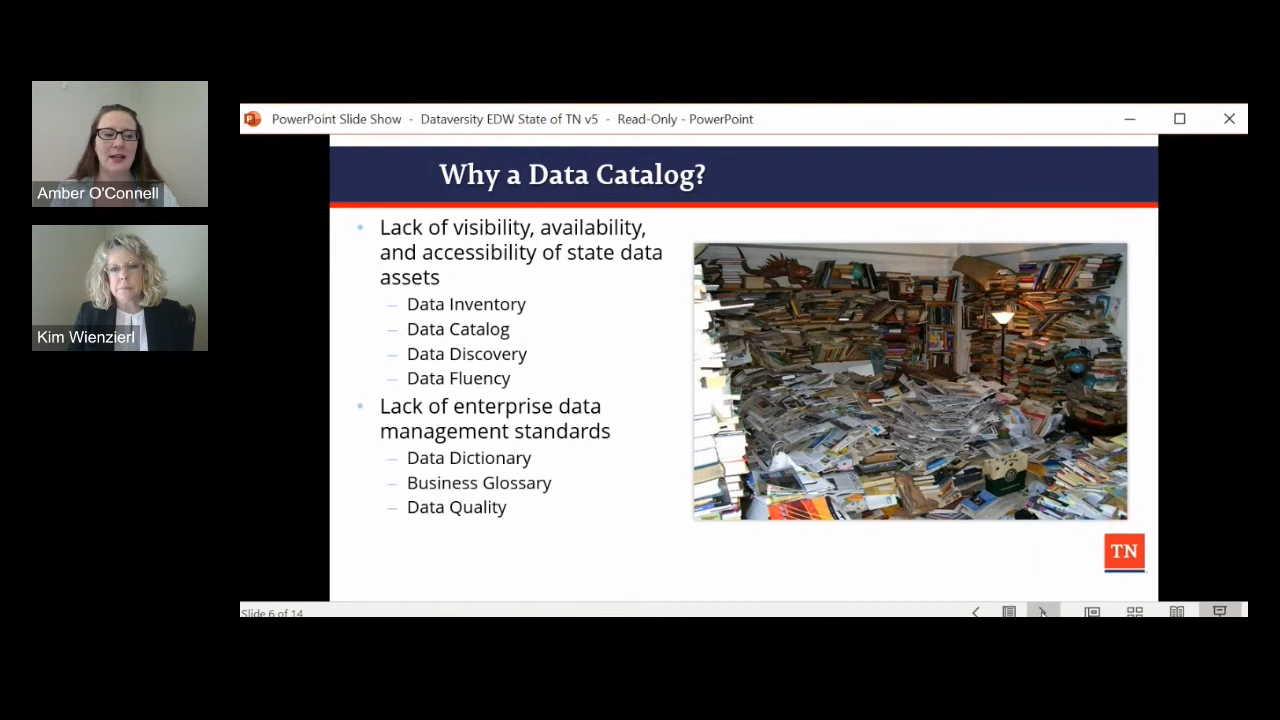 PowerPoint Slide Show - Dataversity EDW State of TN v5 - Read-Only - PowerPoint
Amber O'Connell
Kim Wienzierl
Why a Data Catalog?
• Lack of visibility, availability,
and accessibility of state data
assets
– Data Inventory
– Data Catalog
– Data Discovery
– Data Fluency
• Lack of enterprise data
management standards
– Data Dictionary
– Business Glossary
– Data Quality
TN
Slide 6 of 14